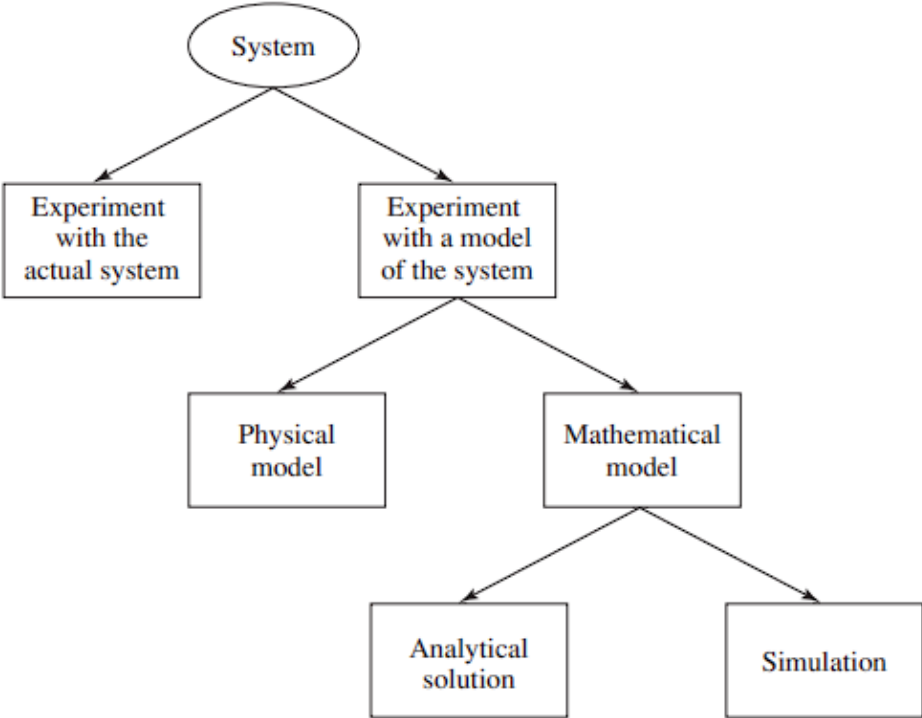 System
Experiment
with the
actual system
Experiment
with a model
of the system
Physical
model
Mathematical
model
Analytical
solution
Simulation